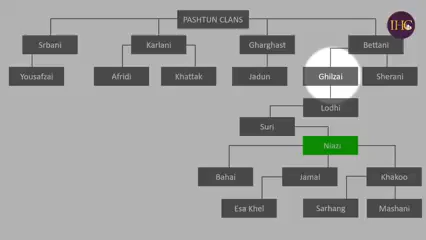 PASHTUN CLANS
IHC
Srbani Karlani Gharghast Bettani
Yousafzai Afridi Khattak Jadun Ghilzai Sherani
Lodhi
Suri
Niazi
Bahai Jamal Khakoo
Esa Khel Sarhang Mashani